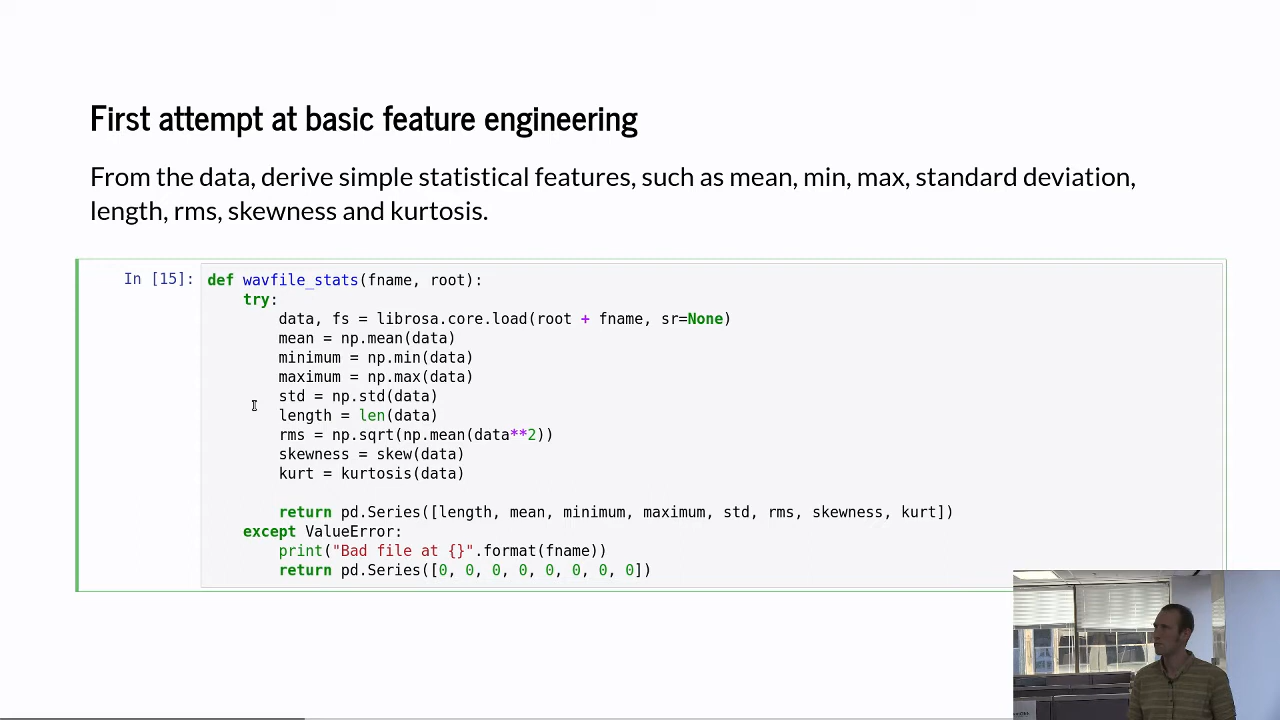 First attempt at basic feature engineering
From the data, derive simple statistical features, such as mean, min, max, standard deviation,
length, rms, skewness and kurtosis.
In [15]: def wavfile_stats(fname, root):
try:
data, fs = librosa.core.load(root + fname, sr=None)
mean = np.mean(data)
minimum = np.min(data)
maximum = np.max(data)
std = np.std(data)
length = len(data)
rms = np.sqrt(np.mean(data**2))
skewness = skew(data)
kurt = kurtosis(data)
return pd.Series([length, mean, minimum, maximum, std, rms, skewness, kurt])
except ValueError:
print("Bad file at {}".format(fname))
return pd.Series([0, 0, 0, 0, 0, 0, 0, 0])